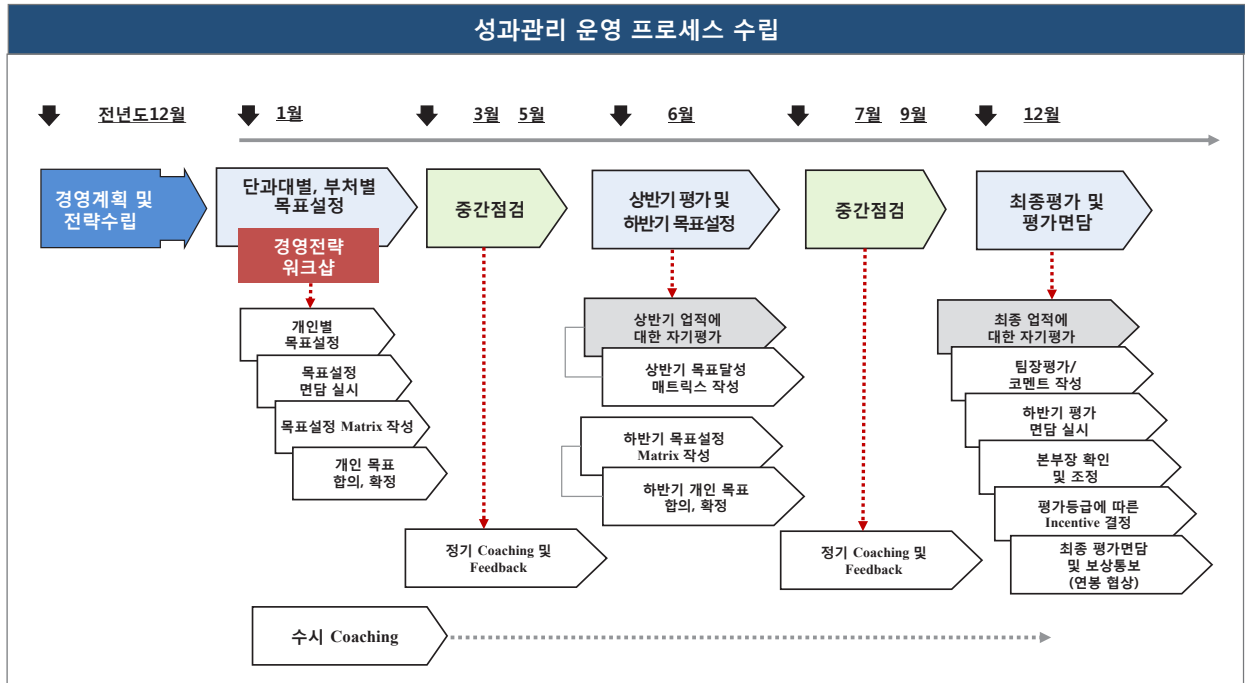 성과관리 운영 프로세스 수립
전년도12월
1월
3월 5월
6월
7월 9월
12월
경영계획 및
전략수립
단과대별, 부처별
목표설정
경영전략
워크샵
중간점검
상반기 평가 및
하반기 목표설정
중간점검
최종평가 및
평가면담
개인별
목표설정
목표설정
면담 실시
목표설정 Matrix 작성
개인 목표
합의, 확정
정기 Coaching 및
Feedback
상반기 업적에
대한 자기평가
상반기 목표달성
매트릭스 작성
하반기 목표설정
Matrix 작성
하반기 개인 목표
합의, 확정
정기 Coaching 및
Feedback
최종 업적에
대한 자기평가
팀장평가/
코멘트 작성
하반기 평가
면담 실시
본부장 확인
및 조정
평가등급에 따른
Incentive 결정
최종 평가면담
및 보상통보
(연봉 협상)
수시 Coaching